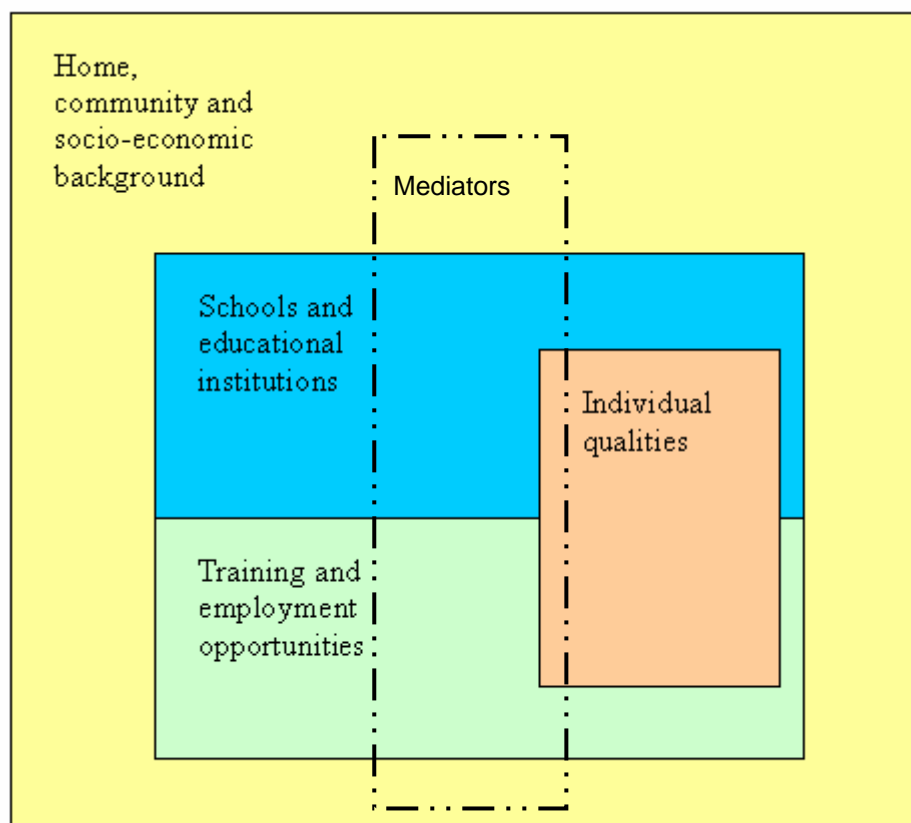 Home,
community and
socio-economic
background
Mediators
Schools and
educational
institutions
Individual
qualities
Training and
employment
opportunities